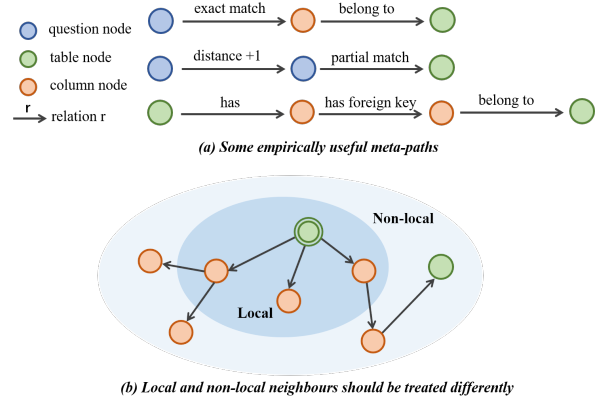 question node
table node
column node
r
relation r
exact match
belong to
distance +1
partial match
has
has foreign key
belong to
(a) Some empirically useful meta-paths
Non-local
Local
(b) Local and non-local neighbours should be treated differently